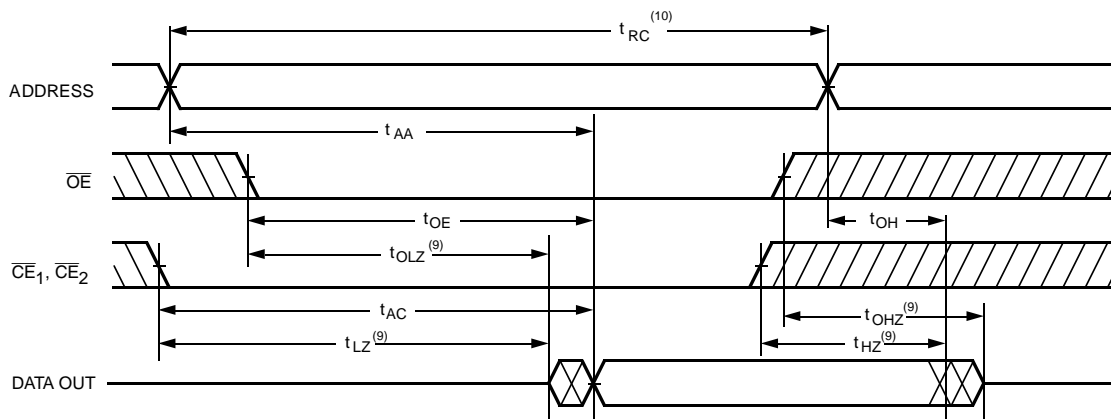 t RC (10)
ADDRESS
t AA
OE
t OE
t OH
t OLZ (9)
CE1, CE2
t AC
t OHZ (9)
t LZ (9)
t HZ (9)
DATA OUT